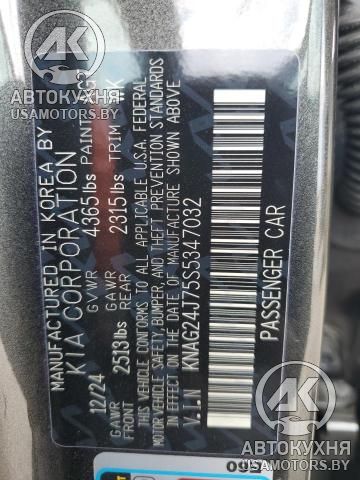 АВТОКУХНЯ
USAMOTORS.BY
MANUFACTURED IN KOREA BY
KIA CORPORATION
12/24 GVWR 4365lbs PAINT
GAWR FRONT 2513lbs GAWR REAR 2315lbs TRIM
THIS VEHICLE CONFORMS TO ALL APPLICABLE U.S.A. FEDERAL
MOTOR VEHICLE SAFETY, BUMPER, AND THEFT PREVENTION STANDARDS
IN EFFECT ON THE DATE OF MANUFACTURE SHOWN ABOVE
V.I.N KNAG24J75S5347032
PASSENGER CAR
АВТОКУХНЯ
USAMOTORS.BY